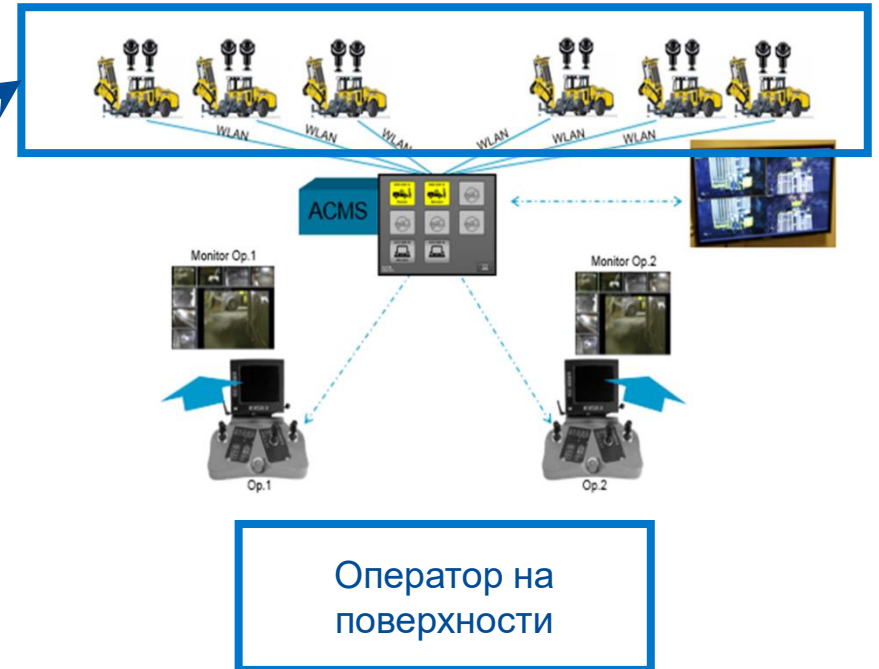 WLAN
WLAN
WLAN
WLAN
WLAN
WLAN
ACMS
Monitor Op.1
Monitor Op.2
Op.1
Op.2
Оператор на
поверхности